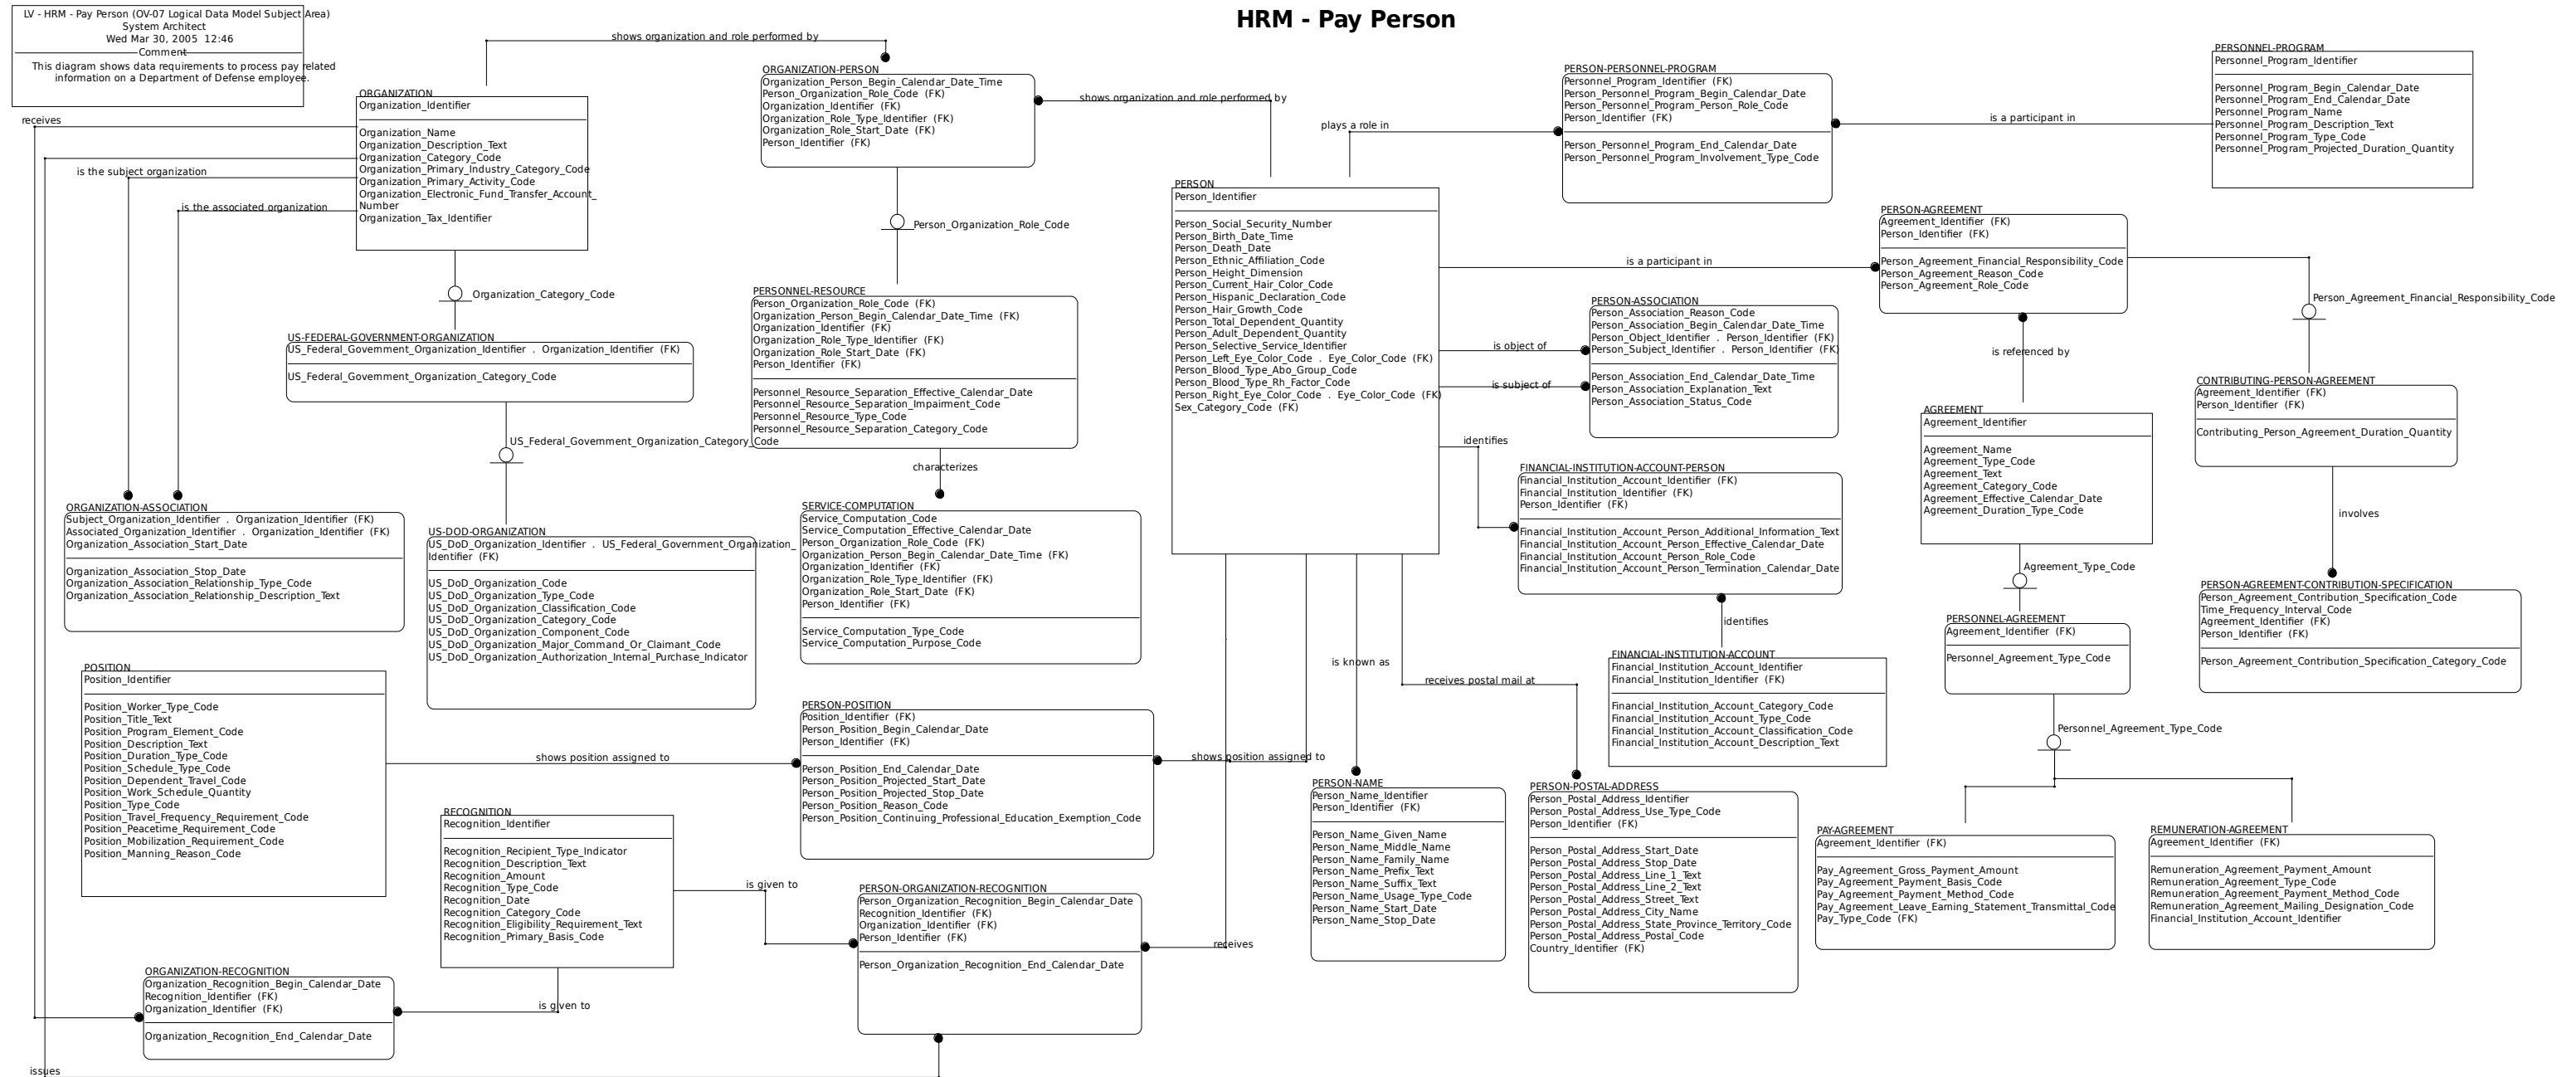 HRM - Pay Person
LV - HRM - Pay Person (OV-07 Logical Data Model Subject Area)
System Architect
Wed Mar 30, 2005  12:46
Comment
This diagram shows data requirements to process pay related
information on a Department of Defense employee.
shows organization and role performed by
ORGANIZATION
Organization_Identifier
Organization_Name
Organization_Description_Text
Organization_Category_Code
Organization_Primary_Industry_Category_Code
Organization_Primary_Activity_Code
Organization_Electronic_Fund_Transfer_Account_
Number
Organization_Tax_Identifier
receives
is the subject organization
is the associated organization
Organization_Category_Code
US-FEDERAL-GOVERNMENT-ORGANIZATION
US_Federal_Government_Organization_Identifier . Organization_Identifier (FK)
US_Federal_Government_Organization_Category_Code
US_Federal_Government_Organization_Category_Code
ORGANIZATION-ASSOCIATION
Subject_Organization_Identifier . Organization_Identifier (FK)
Associated_Organization_Identifier . Organization_Identifier (FK)
Organization_Association_Start_Date
Organization_Association_Stop_Date
Organization_Association_Relationship_Type_Code
Organization_Association_Relationship_Description_Text
US-DOD-ORGANIZATION
US_DoD_Organization_Identifier . US_Federal_Government_Organization_
Identifier (FK)
US_DoD_Organization_Code
US_DoD_Organization_Type_Code
US_DoD_Organization_Classification_Code
US_DoD_Organization_Category_Code
US_DoD_Organization_Component_Code
US_DoD_Organization_Major_Command_Or_Claimant_Code
US_DoD_Organization_Authorization_Internal_Purchase_Indicator
ORGANIZATION-PERSON
Organization_Person_Begin_Calendar_Date_Time
Person_Organization_Role_Code (FK)
Organization_Identifier (FK)
Organization_Role_Type_Identifier (FK)
Organization_Role_Start_Date (FK)
Person_Identifier (FK)
shows organization and role performed by
Person_Organization_Role_Code
PERSONNEL-RESOURCE
Person_Organization_Role_Code (FK)
Organization_Person_Begin_Calendar_Date_Time (FK)
Organization_Identifier (FK)
Organization_Role_Type_Identifier (FK)
Organization_Role_Start_Date (FK)
Person_Identifier (FK)
Personnel_Resource_Separation_Effective_Calendar_Date
Personnel_Resource_Separation_Impairment_Code
Personnel_Resource_Type_Code
Personnel_Resource_Separation_Category_Code
characterizes
SERVICE-COMPUTATION
Service_Computation_Code
Service_Computation_Effective_Calendar_Date
Person_Organization_Role_Code (FK)
Organization_Person_Begin_Calendar_Date_Time (FK)
Organization_Identifier (FK)
Organization_Role_Type_Identifier (FK)
Organization_Role_Start_Date (FK)
Person_Identifier (FK)
Service_Computation_Type_Code
Service_Computation_Purpose_Code
POSITION
Position_Identifier
Position_Worker_Type_Code
Position_Title_Text
Position_Program_Element_Code
Position_Description_Text
Position_Duration_Type_Code
Position_Schedule_Type_Code
Position_Dependent_Travel_Code
Position_Work_Schedule_Quantity
Position_Type_Code
Position_Travel_Frequency_Requirement_Code
Position_Peacetime_Requirement_Code
Position_Mobilization_Requirement_Code
Position_Manning_Reason_Code
shows position assigned to
PERSON-POSITION
Position_Identifier (FK)
Person_Position_Begin_Calendar_Date
Person_Identifier (FK)
Person_Position_End_Calendar_Date
Person_Position_Projected_Start_Date
Person_Position_Projected_Stop_Date
Person_Position_Reason_Code
Person_Position_Continuing_Professional_Education_Exemption_Code
shows position assigned to
RECOGNITION
Recognition_Identifier
Recognition_Recipient_Type_Indicator
Recognition_Description_Text
Recognition_Amount
Recognition_Type_Code
Recognition_Date
Recognition_Category_Code
Recognition_Eligibility_Requirement_Text
Recognition_Primary_Basis_Code
is given to
is given to
PERSON-ORGANIZATION-RECOGNITION
Person_Organization_Recognition_Begin_Calendar_Date
Recognition_Identifier (FK)
Organization_Identifier (FK)
Person_Identifier (FK)
Person_Organization_Recognition_End_Calendar_Date
receives
ORGANIZATION-RECOGNITION
Organization_Recognition_Begin_Calendar_Date
Recognition_Identifier (FK)
Organization_Identifier (FK)
Organization_Recognition_End_Calendar_Date
issues
PERSON
Person_Identifier
Person_Social_Security_Number
Person_Birth_Date_Time
Person_Death_Date
Person_Ethnic_Affiliation_Code
Person_Height_Dimension
Person_Current_Hair_Color_Code
Person_Hispanic_Declaration_Code
Person_Hair_Growth_Code
Person_Total_Dependent_Quantity
Person_Adult_Dependent_Quantity
Person_Selective_Service_Identifier
Person_Left_Eye_Color_Code . Eye_Color_Code (FK)
Person_Blood_Type_Abo_Group_Code
Person_Blood_Type_Rh_Factor_Code
Person_Right_Eye_Color_Code . Eye_Color_Code (FK)
Sex_Category_Code (FK)
plays a role in
PERSON-PERSONNEL-PROGRAM
Personnel_Program_Identifier (FK)
Person_Personnel_Program_Begin_Calendar_Date
Person_Personnel_Program_Person_Role_Code
Person_Identifier (FK)
Person_Personnel_Program_End_Calendar_Date
Person_Personnel_Program_Involvement_Type_Code
is a participant in
PERSONNEL-PROGRAM
Personnel_Program_Identifier
Personnel_Program_Begin_Calendar_Date
Personnel_Program_End_Calendar_Date
Personnel_Program_Name
Personnel_Program_Description_Text
Personnel_Program_Type_Code
Personnel_Program_Projected_Duration_Quantity
is a participant in
PERSON-AGREEMENT
Agreement_Identifier (FK)
Person_Identifier (FK)
Person_Agreement_Financial_Responsibility_Code
Person_Agreement_Reason_Code
Person_Agreement_Role_Code
Person_Agreement_Financial_Responsibility_Code
PERSON-ASSOCIATION
Person_Association_Reason_Code
Person_Association_Begin_Calendar_Date_Time
Person_Object_Identifier . Person_Identifier (FK)
Person_Subject_Identifier . Person_Identifier (FK)
Person_Association_End_Calendar_Date_Time
Person_Association_Explanation_Text
Person_Association_Status_Code
is object of
is subject of
is referenced by
CONTRIBUTING-PERSON-AGREEMENT
Agreement_Identifier (FK)
Person_Identifier (FK)
Contributing_Person_Agreement_Duration_Quantity
involves
AGREEMENT
Agreement_Identifier
Agreement_Name
Agreement_Type_Code
Agreement_Text
Agreement_Category_Code
Agreement_Effective_Calendar_Date
Agreement_Duration_Type_Code
Agreement_Type_Code
identifies
FINANCIAL-INSTITUTION-ACCOUNT-PERSON
Financial_Institution_Account_Identifier (FK)
Financial_Institution_Identifier (FK)
Person_Identifier (FK)
Financial_Institution_Account_Person_Additional_Information_Text
Financial_Institution_Account_Person_Effective_Calendar_Date
Financial_Institution_Account_Person_Role_Code
Financial_Institution_Account_Person_Termination_Calendar_Date
identifies
FINANCIAL-INSTITUTION-ACCOUNT
Financial_Institution_Account_Identifier
Financial_Institution_Identifier (FK)
Financial_Institution_Account_Category_Code
Financial_Institution_Account_Type_Code
Financial_Institution_Account_Classification_Code
Financial_Institution_Account_Description_Text
PERSON-AGREEMENT-CONTRIBUTION-SPECIFICATION
Person_Agreement_Contribution_Specification_Code
Time_Frequency_Interval_Code
Agreement_Identifier (FK)
Person_Identifier (FK)
Person_Agreement_Contribution_Specification_Category_Code
PERSONNEL-AGREEMENT
Agreement_Identifier (FK)
Personnel_Agreement_Type_Code
Personnel_Agreement_Type_Code
is known as
receives postal mail at
PERSON-NAME
Person_Name_Identifier
Person_Identifier (FK)
Person_Name_Given_Name
Person_Name_Middle_Name
Person_Name_Family_Name
Person_Name_Prefix_Text
Person_Name_Suffix_Text
Person_Name_Usage_Type_Code
Person_Name_Start_Date
Person_Name_Stop_Date
PERSON-POSTAL-ADDRESS
Person_Postal_Address_Identifier
Person_Postal_Address_Use_Type_Code
Person_Identifier (FK)
Person_Postal_Address_Start_Date
Person_Postal_Address_Stop_Date
Person_Postal_Address_Line_1_Text
Person_Postal_Address_Line_2_Text
Person_Postal_Address_Street_Text
Person_Postal_Address_City_Name
Person_Postal_Address_State_Province_Territory_Code
Person_Postal_Address_Postal_Code
Country_Identifier (FK)
PAY-AGREEMENT
Agreement_Identifier (FK)
Pay_Agreement_Gross_Payment_Amount
Pay_Agreement_Payment_Basis_Code
Pay_Agreement_Payment_Method_Code
Pay_Agreement_Leave_Earning_Statement_Transmittal_Code
Pay_Type_Code (FK)
REMUNERATION-AGREEMENT
Agreement_Identifier (FK)
Remuneration_Agreement_Payment_Amount
Remuneration_Agreement_Type_Code
Remuneration_Agreement_Payment_Method_Code
Remuneration_Agreement_Mailing_Designation_Code
Financial_Institution_Account_Identifier